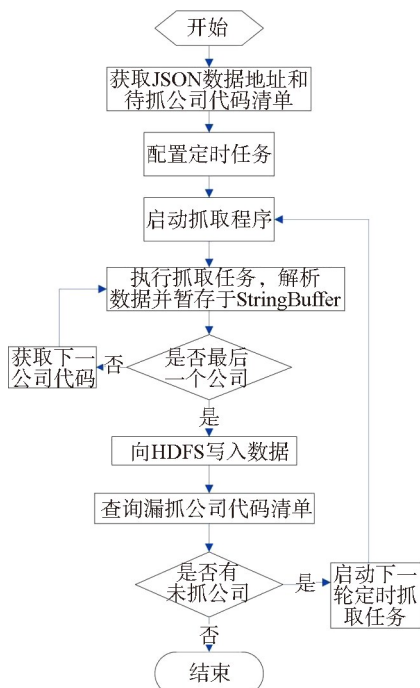 开始
获取JSON数据地址和
待抓公司代码清单
配置定时任务
启动抓取程序
执行抓取任务，解析
数据并暂存于StringBuffer
获取下一
公司代码
否
是否最后
一个公司
是
向HDFS写入数据
查询漏抓公司代码清单
是否有
未抓公司
是
启动下一
轮定时抓
取任务
否
结束